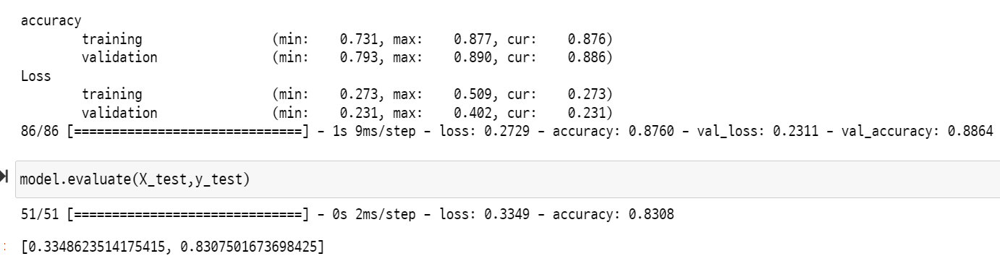 accuracy
training (min: 0.731, max: 0.877, cur: 0.876)
validation (min: 0.793, max: 0.890, cur: 0.886)
Loss
training (min: 0.273, max: 0.509, cur: 0.273)
validation (min: 0.231, max: 0.402, cur: 0.231)
86/86 [==============================] - 1s 9ms/step - loss: 0.2729 - accuracy: 0.8760 - val_loss: 0.2311 - val_accuracy: 0.8864
model.evaluate(X_test,y_test)
51/51 [==============================] - 0s 2ms/step - loss: 0.3349 - accuracy: 0.8308
: [0.3348623514175415, 0.8307501673698425]